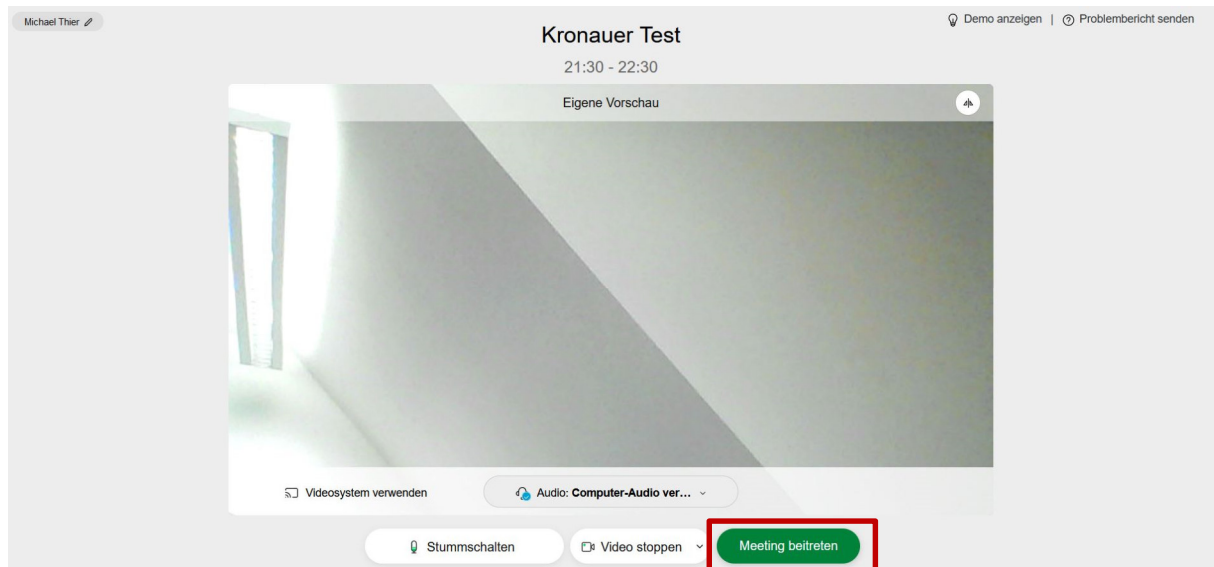 Michael Thier
Demo anzeigen | Problembericht senden
Kronauer Test
21:30 - 22:30
Eigene Vorschau
Videosystem verwenden
Audio: Computer-Audio ver...
Stummschalten
Video stoppen
Meeting beitreten